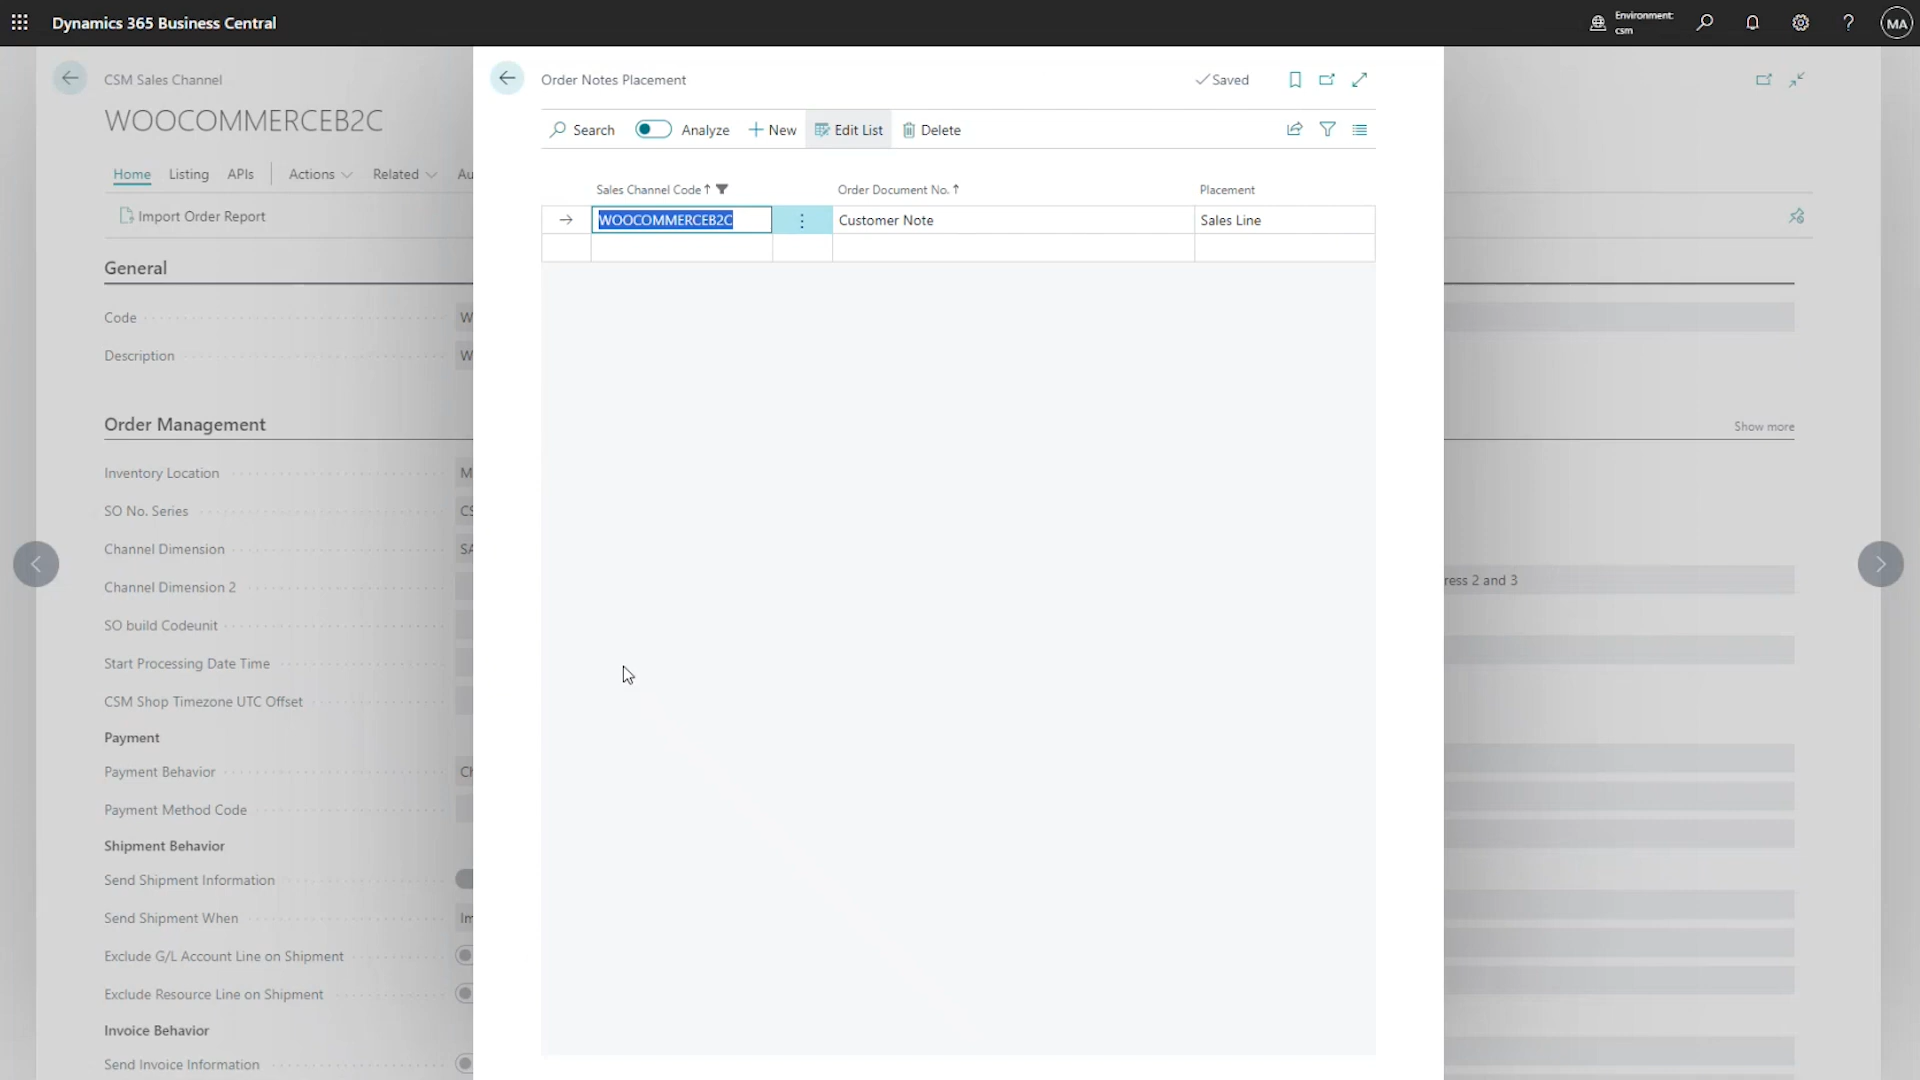 Dynamics 365 Business Central
Environment:
csm
MA
CSM Sales Channel
WOOCOMMERCEB2C
Home Listing APIs Actions Related Au
Import Order Report
General
Code W
Description W
Order Management
Inventory Location M
SO No. Series CS
Channel Dimension SA
Channel Dimension 2
SO build Codeunit
Start Processing Date Time
CSM Shop Timezone UTC Offset
Payment
Payment Behavior Ch
Payment Method Code
Shipment Behavior
Send Shipment Information
Send Shipment When Im
Exclude G/L Account Line on Shipment
Exclude Resource Line on Shipment
Invoice Behavior
Send Invoice Information
Order Notes Placement Saved
Search Analyze New Edit List Delete
Sales Channel Code Order Document No. Placement
WOOCOMMERCEB2C Customer Note Sales Line
Show more
ress 2 and 3